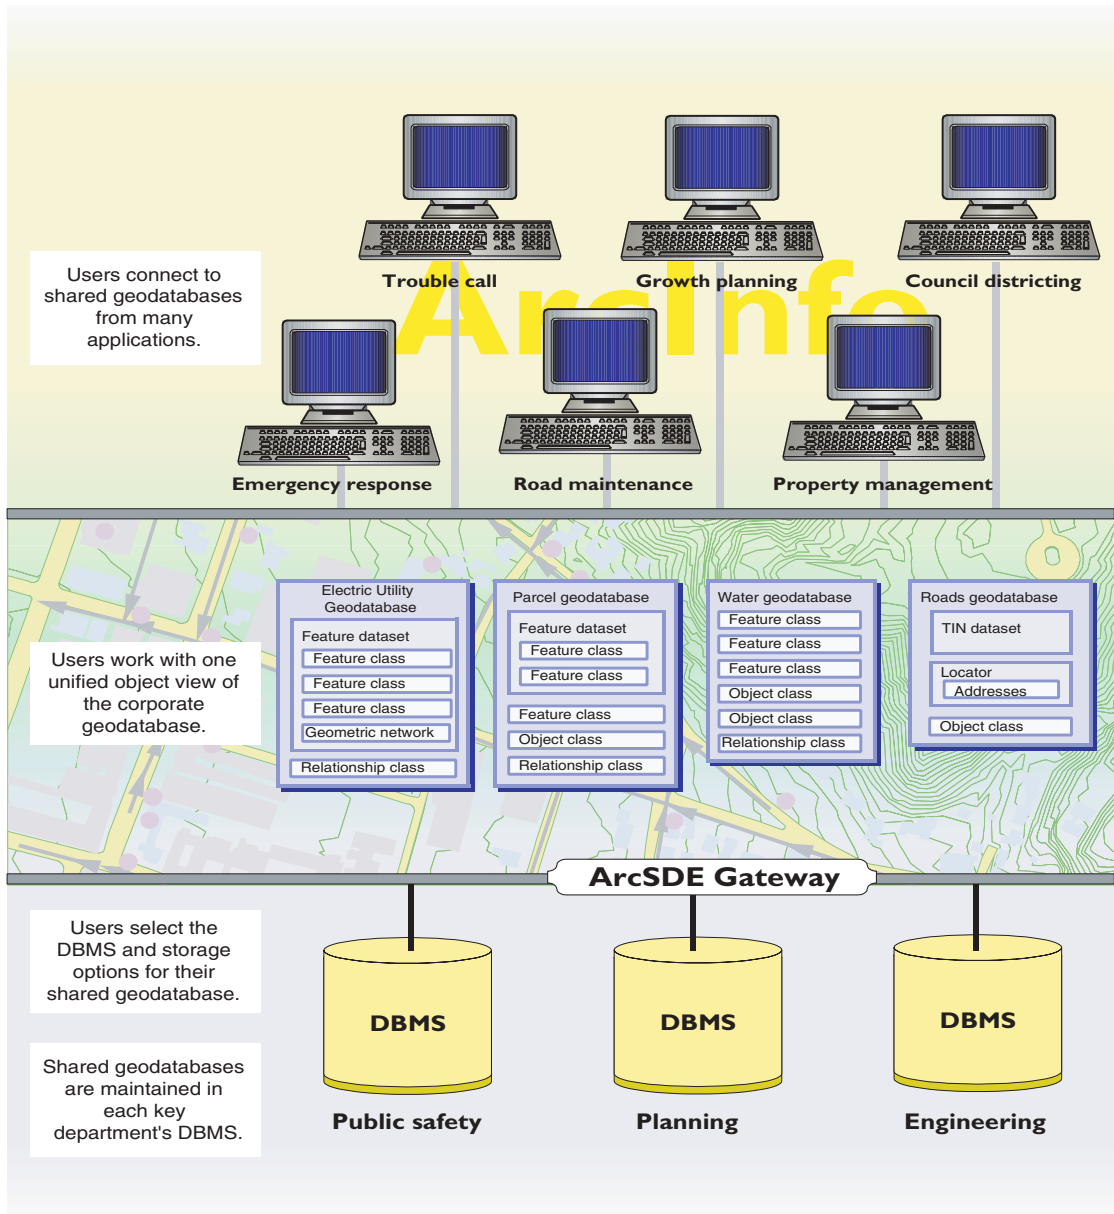 Trouble call
Growth planning
Council districting
ArcInfo
Users connect to
shared geodatabases
from many
applications.
Emergency response
Road maintenance
Property management
Users work with one
unified object view of
the corporate
geodatabase.
Electric Utility
Geodatabase
Feature dataset
Feature class
Feature class
Feature class
Geometric network
Relationship class
Parcel geodatabase
Feature dataset
Feature class
Feature class
Feature class
Object class
Relationship class
Water geodatabase
Feature class
Feature class
Feature class
Object class
Object class
Relationship class
Roads geodatabase
TIN dataset
Locator
Addresses
Object class
ArcSDE Gateway
Users select the
DBMS and storage
options for their
shared geodatabase.
Shared geodatabases
are maintained in
each key
department's DBMS.
DBMS
Public safety
DBMS
Planning
DBMS
Engineering